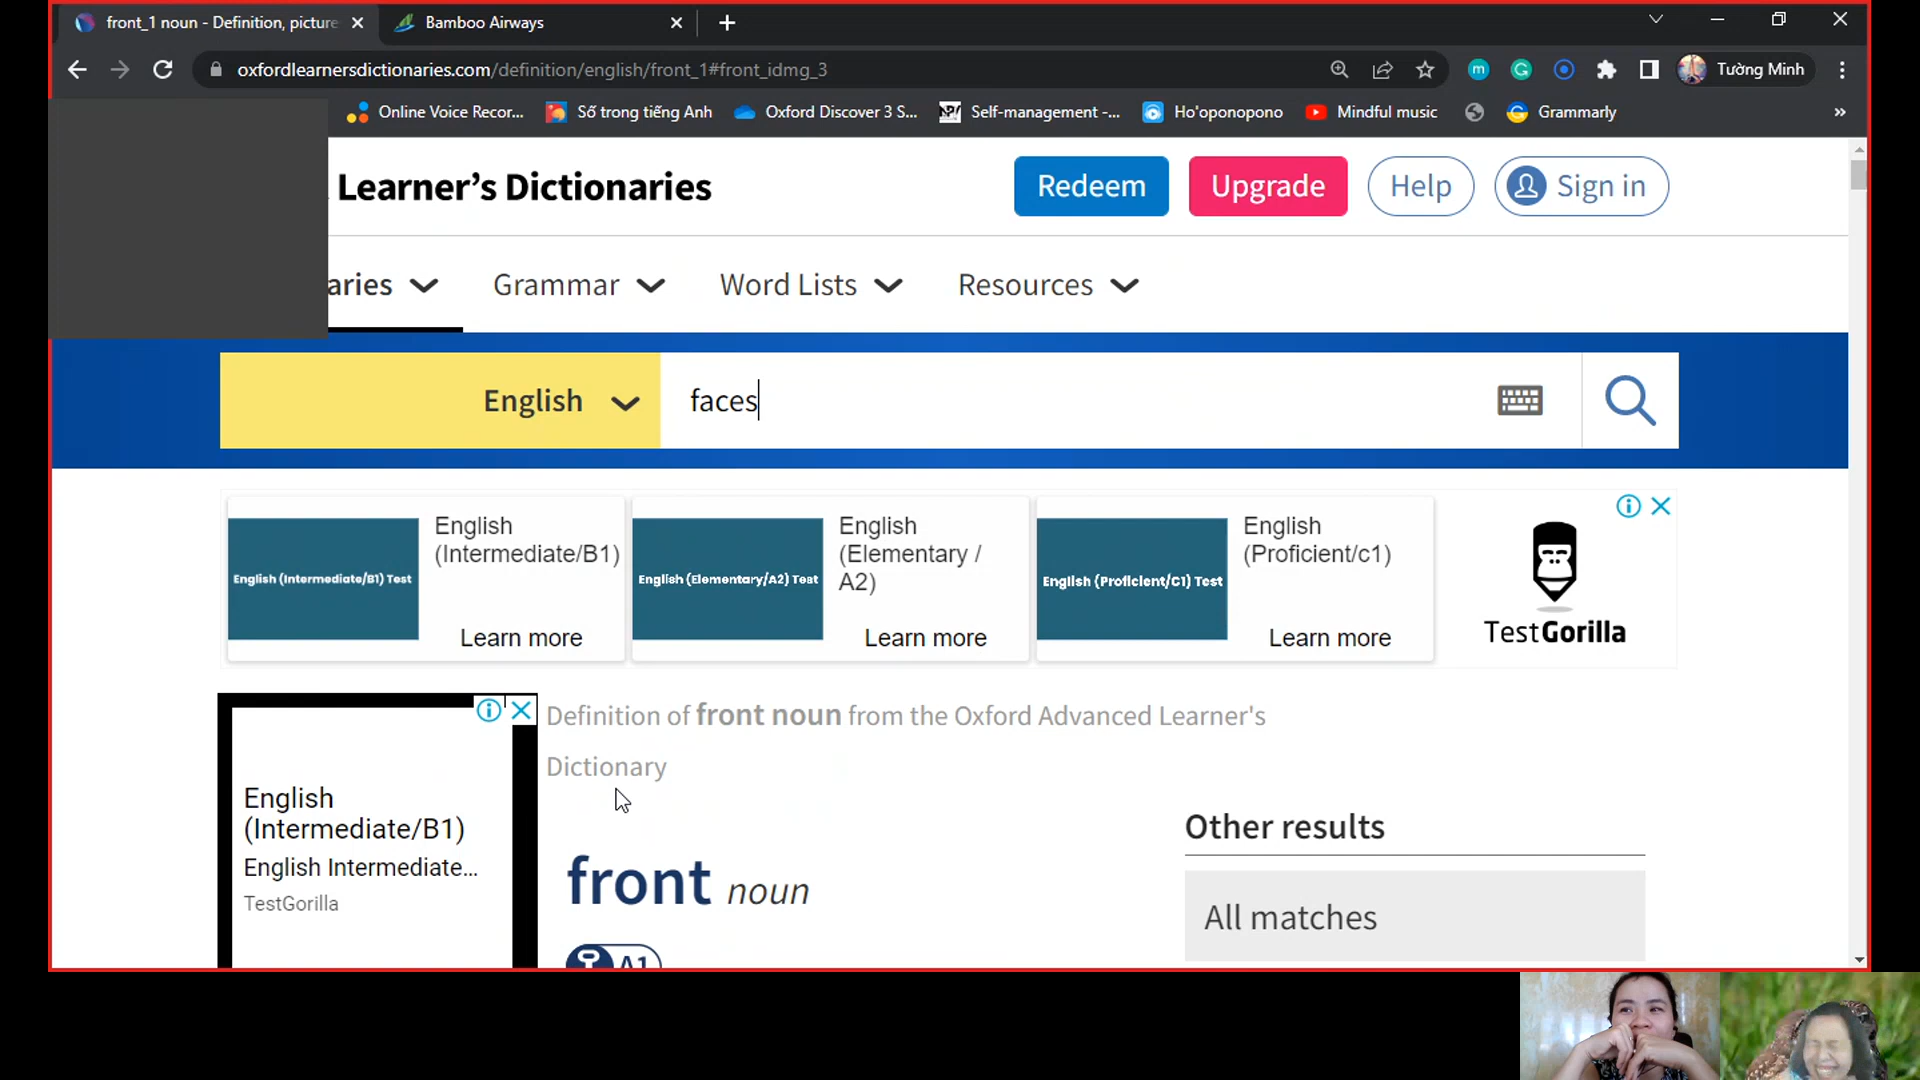 front_1 noun - Definition, picture
Bamboo Airways
oxfordlearnersdictionaries.com/definition/english/front_1#front_idmg_3
Tường Minh
Online Voice Recor...
Số trong tiếng Anh
Oxford Discover 3 S...
Self-management -...
Ho'oponopono
Mindful music
Grammarly
Learner's Dictionaries
Redeem
Upgrade
Help
Sign in
aries
Grammar
Word Lists
Resources
English
faces
English (Intermediate/B1) Test
English
(Intermediate/B1)
Learn more
English (Elementary/A2) Test
English
(Elementary /
A2)
Learn more
English (Proficient/C1) Test
English
(Proficient/c1)
Learn more
TestGorilla
English
(Intermediate/B1)
English Intermediate...
TestGorilla
Definition of front noun from the Oxford Advanced Learner's
Dictionary
front noun
A1
Other results
All matches